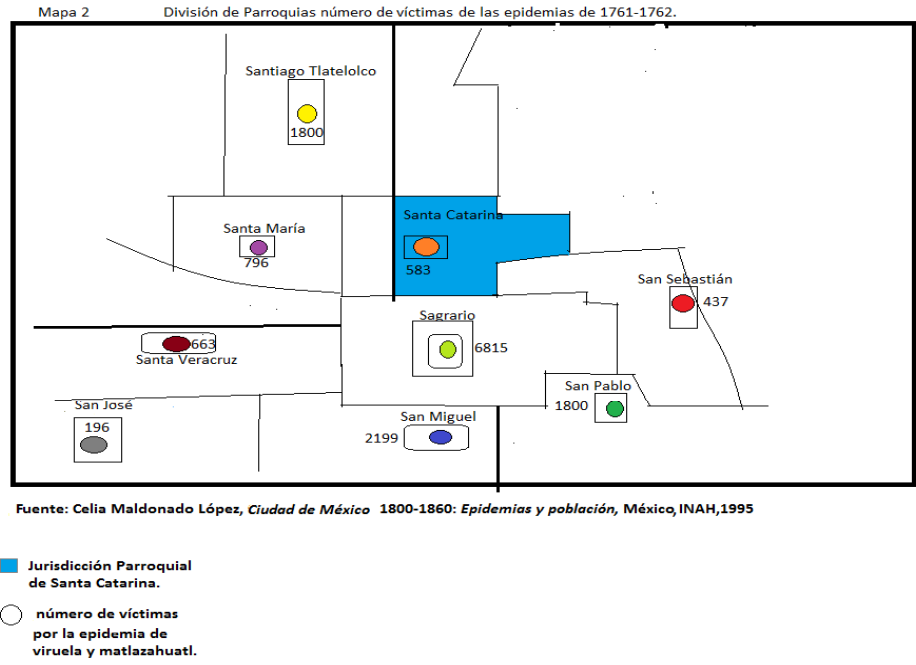 Mapa 2 División de Parroquias número de víctimas de las epidemias de 1761-1762.
Santiago Tlatelolco
1800
Santa Catarina
583
Santa María
796
San Sebastián
437
Sagrario
6815
663
Santa Veracruz
San Pablo
1800
San José
196
San Miguel
2199
Fuente: Celia Maldonado López, Ciudad de México 1800-1860: Epidemias y población, México, INAH,1995
Jurisdicción Parroquial
de Santa Catarina.
número de víctimas
por la epidemia de
viruela y matlazahuatl.